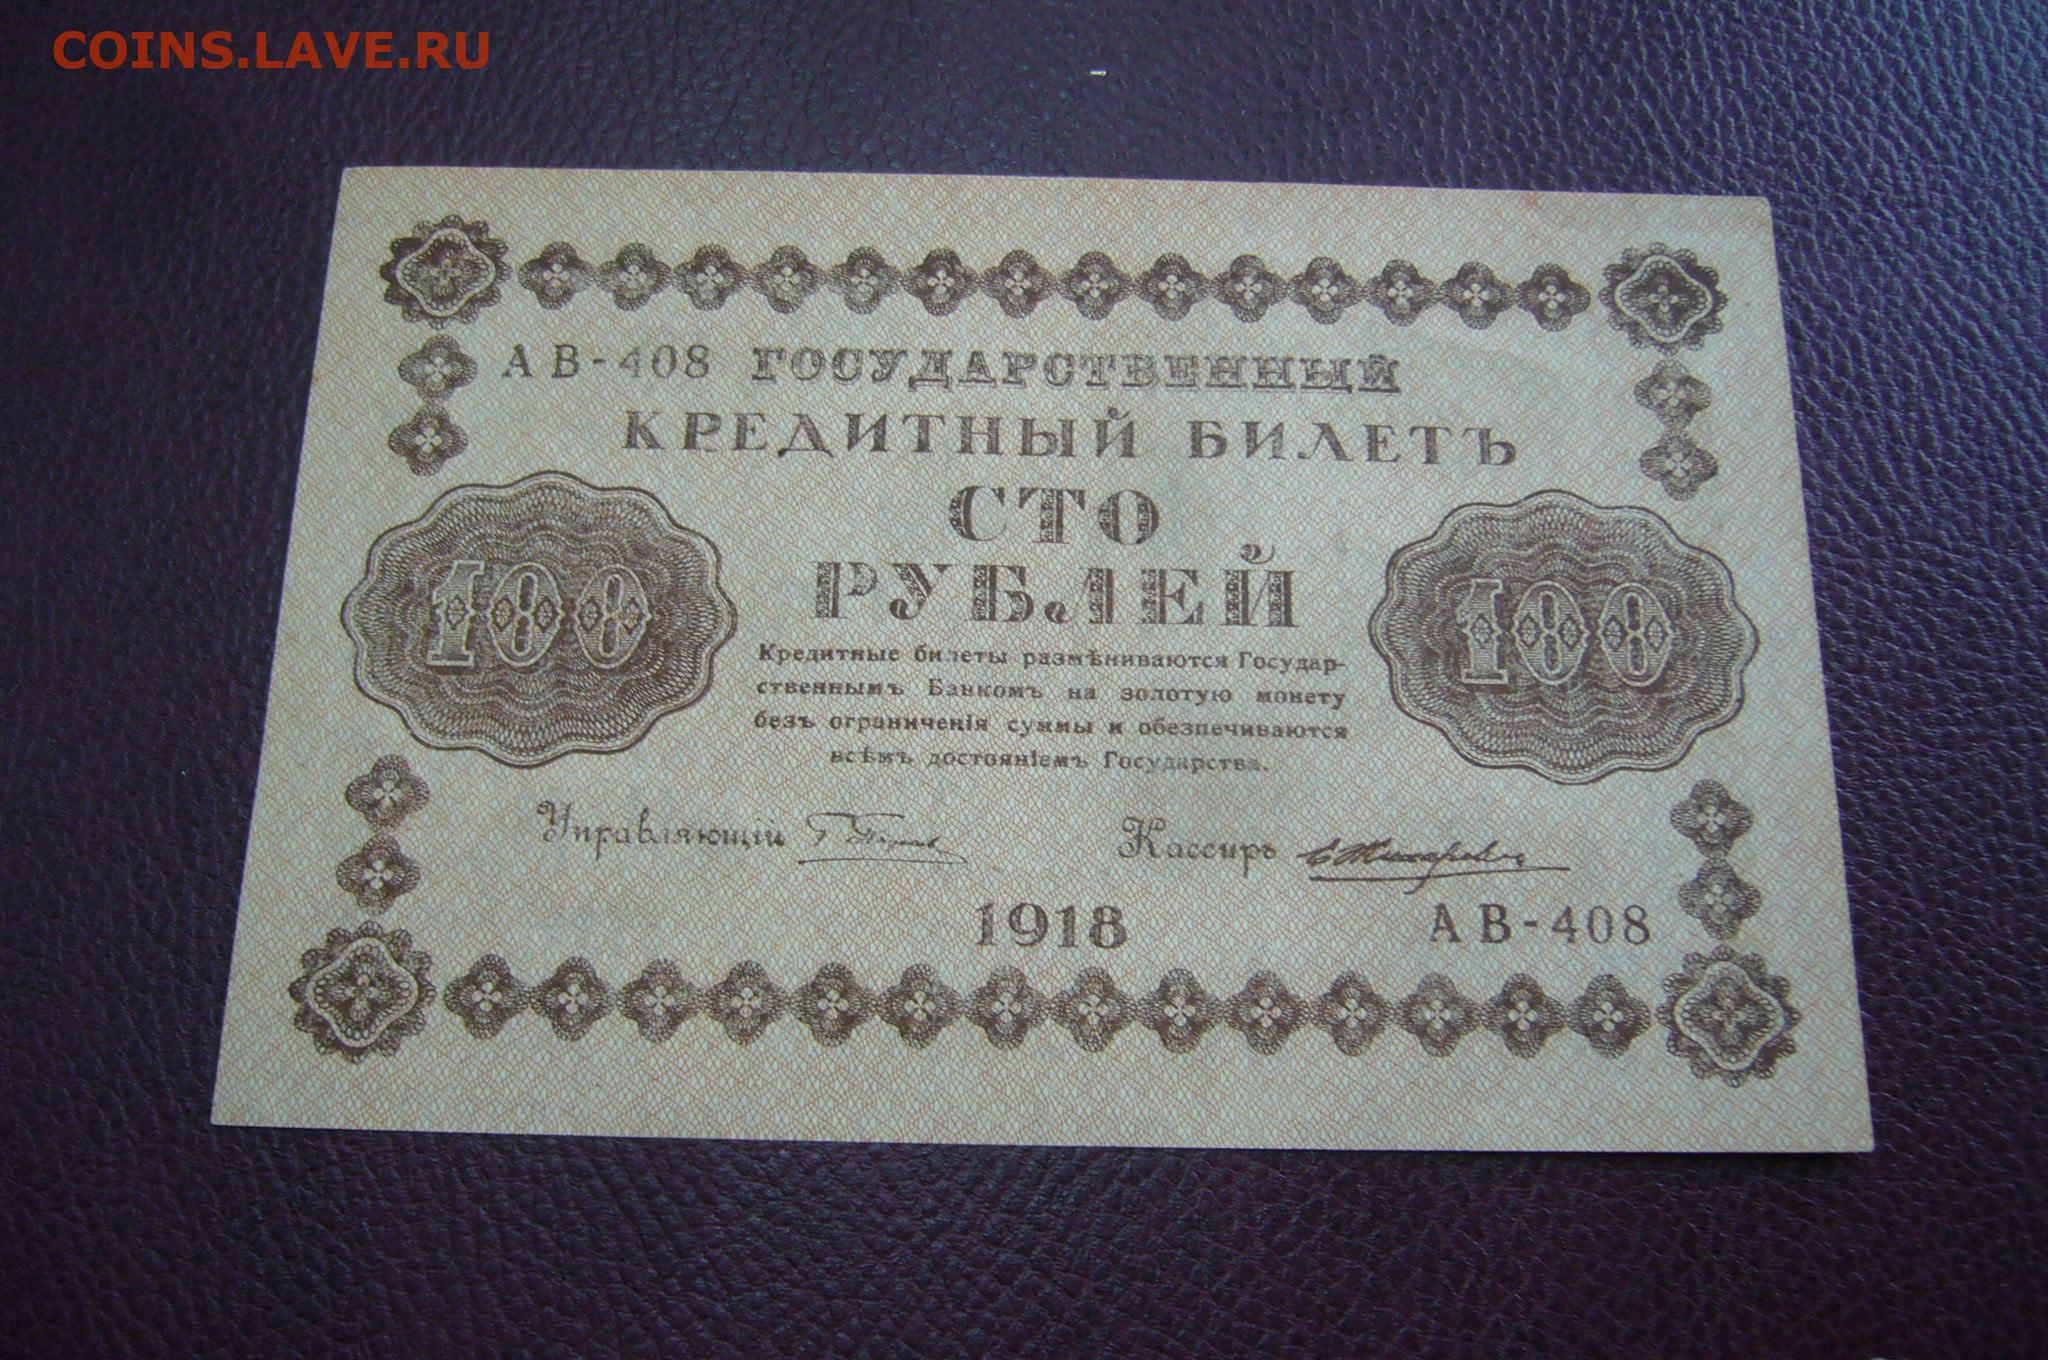 COINS.LAVE.RU
АВ-408 ГОСУДАРСТВЕННЫЙ
КРЕДИТНЫЙ БИЛЕТЪ
СТО
РУБЛЕЙ
100
100
Кредитные билеты размѣниваются Государ-
ственнымъ Банкомъ на золотую монету
безъ ограниченія суммы и обезпечиваются
всѣмъ достояніемъ Государства.
Управляющій Кассиръ
1918
АВ-408